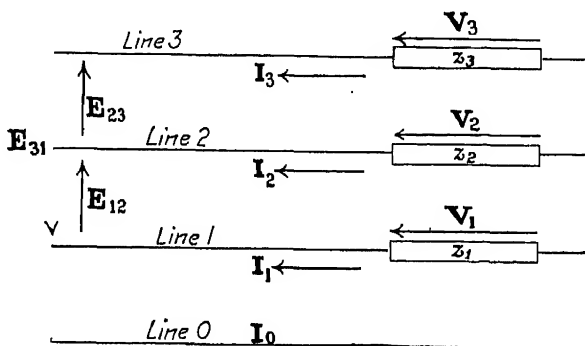 Line 3
V3
z3
I3
E23
E31
Line 2
V2
z2
I2
E12
Line 1
V1
z1
I1
Line 0
I0